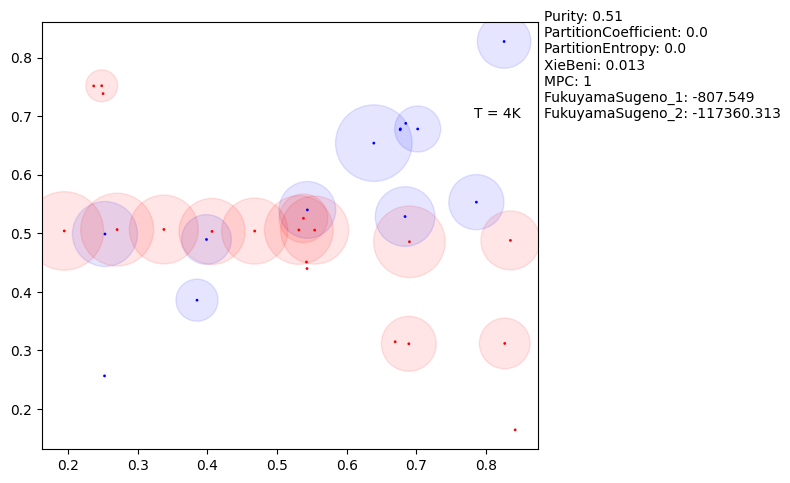 Purity: 0.51
PartitionCoefficient: 0.0
PartitionEntropy: 0.0
XieBeni: 0.013
MPC: 1
FukuyamaSugeno_1: -807.549
FukuyamaSugeno_2: -117360.313
T = 4K
0.8
0.7
0.6
0.5
0.4
0.3
0.2
0.2 0.3 0.4 0.5 0.6 0.7 0.8